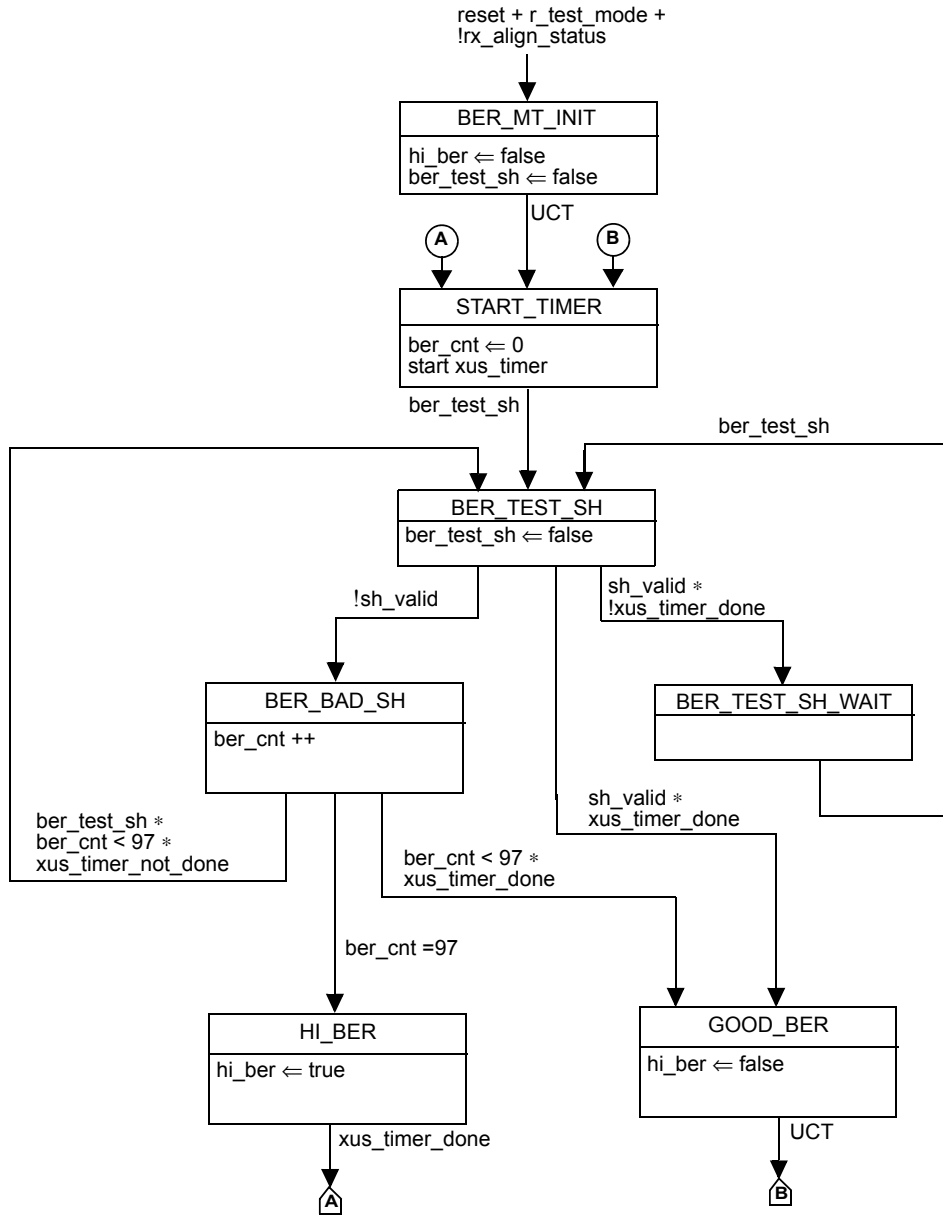 reset + r_test_mode +
!rx_align_status
BER_MT_INIT
hi_ber ⇐ false
ber_test_sh ⇐ false
UCT
A
B
START_TIMER
ber_cnt ⇐ 0
start xus_timer
ber_test_sh
ber_test_sh
BER_TEST_SH
ber_test_sh ⇐ false
!sh_valid
sh_valid *
!xus_timer_done
BER_BAD_SH
ber_cnt ++
BER_TEST_SH_WAIT
ber_test_sh *
ber_cnt < 97 *
xus_timer_not_done
ber_cnt < 97 *
xus_timer_done
sh_valid *
xus_timer_done
ber_cnt =97
HI_BER
hi_ber ⇐ true
GOOD_BER
hi_ber ⇐ false
xus_timer_done
UCT
A
B